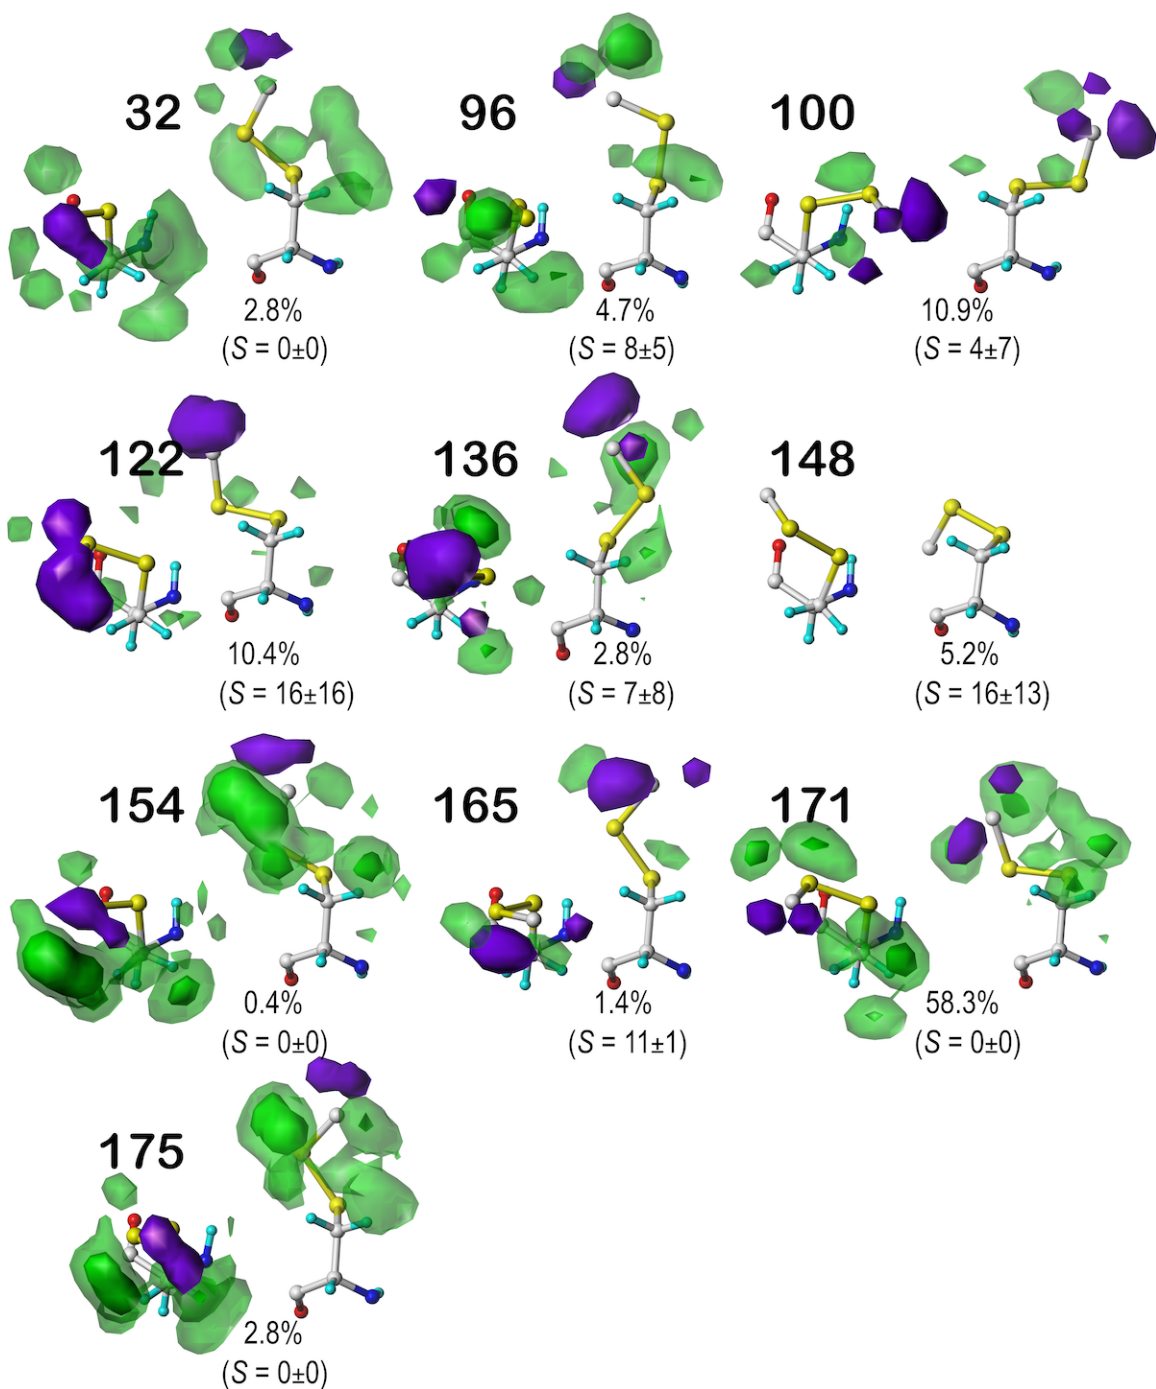 32
96
100
2.8%
(S = 0±0)
4.7%
(S = 8±5)
10.9%
(S = 4±7)
122
136
148
10.4%
(S = 16±16)
2.8%
(S = 7±8)
5.2%
(S = 16±13)
154
165
171
0.4%
(S = 0±0)
1.4%
(S = 11±1)
58.3%
(S = 0±0)
175
2.8%
(S = 0±0)